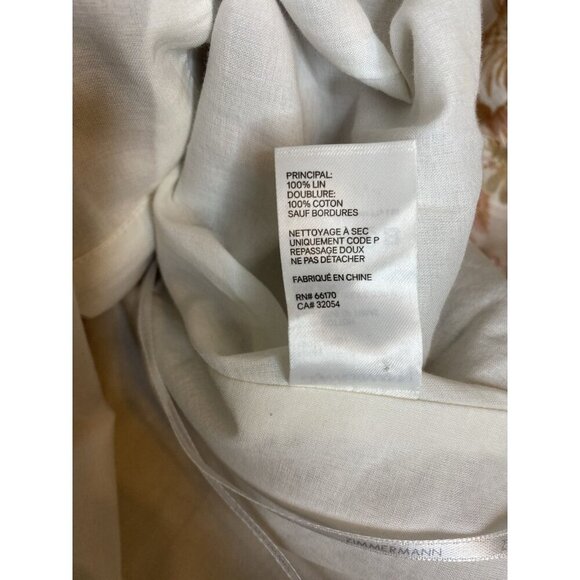 PRINCIPAL:
100% LIN
DOUBLURE:
100% COTON
SAUF BORDURES
NETTOYAGE À SEC
UNIQUEMENT CODE P
REPASSAGE DOUX
NE PAS DÉTACHER
FABRIQUÉ EN CHINE
RN# 66170
CA# 32054
ZIMMERMANN